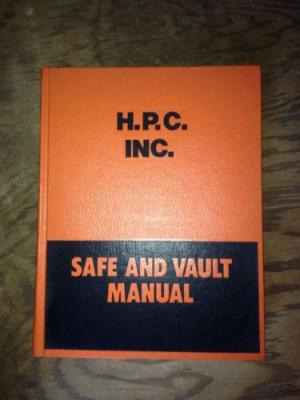 H.P.C.
INC.
SAFE AND VAULT
MANUAL